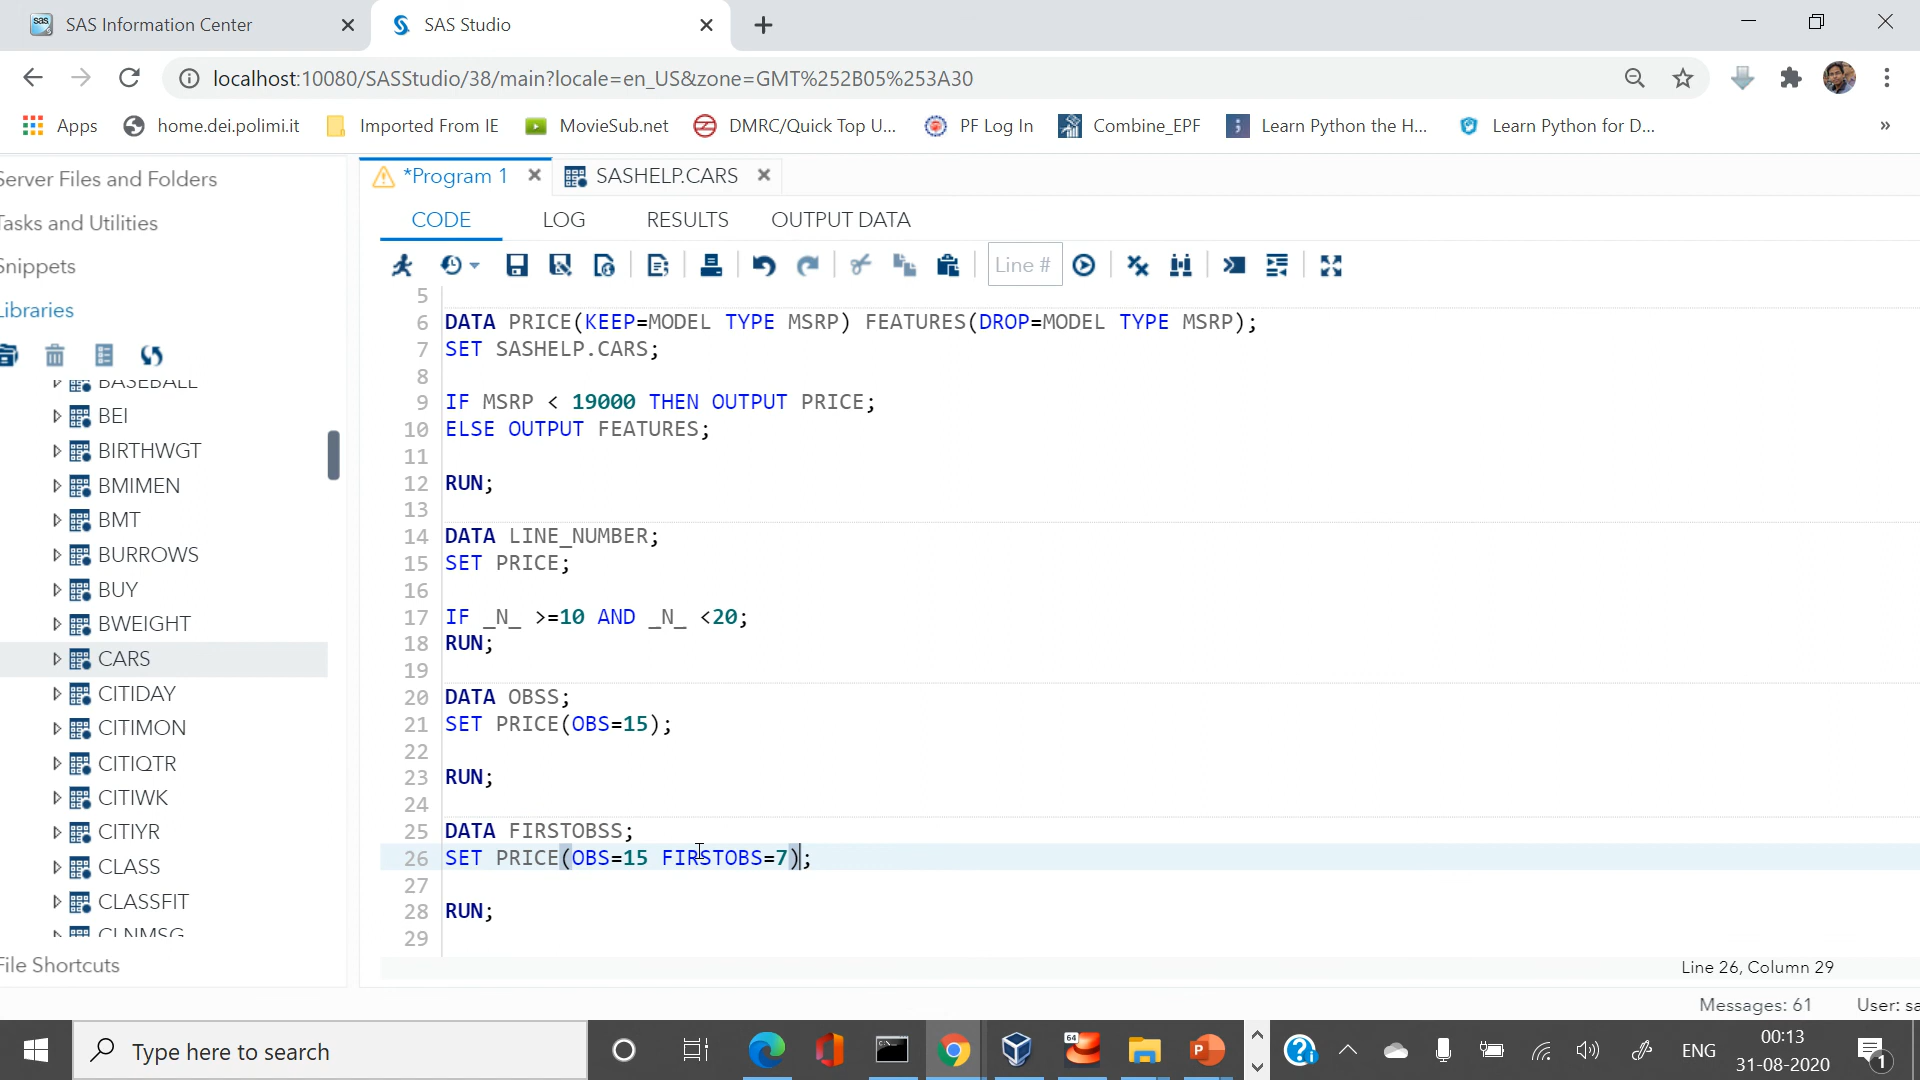 SAS Information Center
SAS Studio
localhost:10080/SASStudio/38/main?locale=en_US&zone=GMT%252B05%253A30
Apps
home.dei.polimi.it
Imported From IE
MovieSub.net
DMRC/Quick Top U...
PF Log In
Combine_EPF
Learn Python the H...
Learn Python for D...
»
Server Files and Folders
Tasks and Utilities
Snippets
Libraries
BASEBALL
BEI
BIRTHWGT
BMIMEN
BMT
BURROWS
BUY
BWEIGHT
CARS
CITIDAY
CITIMON
CITIQTR
CITIWK
CITIYR
CLASS
CLASSFIT
CLNMSG
File Shortcuts
*Program 1
SASHELP.CARS
CODE
LOG
RESULTS
OUTPUT DATA
Line #
5
6 DATA PRICE(KEEP=MODEL TYPE MSRP) FEATURES(DROP=MODEL TYPE MSRP);
7 SET SASHELP.CARS;
8
9 IF MSRP < 19000 THEN OUTPUT PRICE;
10 ELSE OUTPUT FEATURES;
11
12 RUN;
13
14 DATA LINE_NUMBER;
15 SET PRICE;
16
17 IF _N_ >=10 AND _N_ <20;
18 RUN;
19
20 DATA OBSS;
21 SET PRICE(OBS=15);
22
23 RUN;
24
25 DATA FIRSTOBSS;
26 SET PRICE(OBS=15 FIRSTOBS=7);
27
28 RUN;
29
Line 26, Column 29
Messages: 61
User: sa
Type here to search
64
ENG
00:13
31-08-2020
1